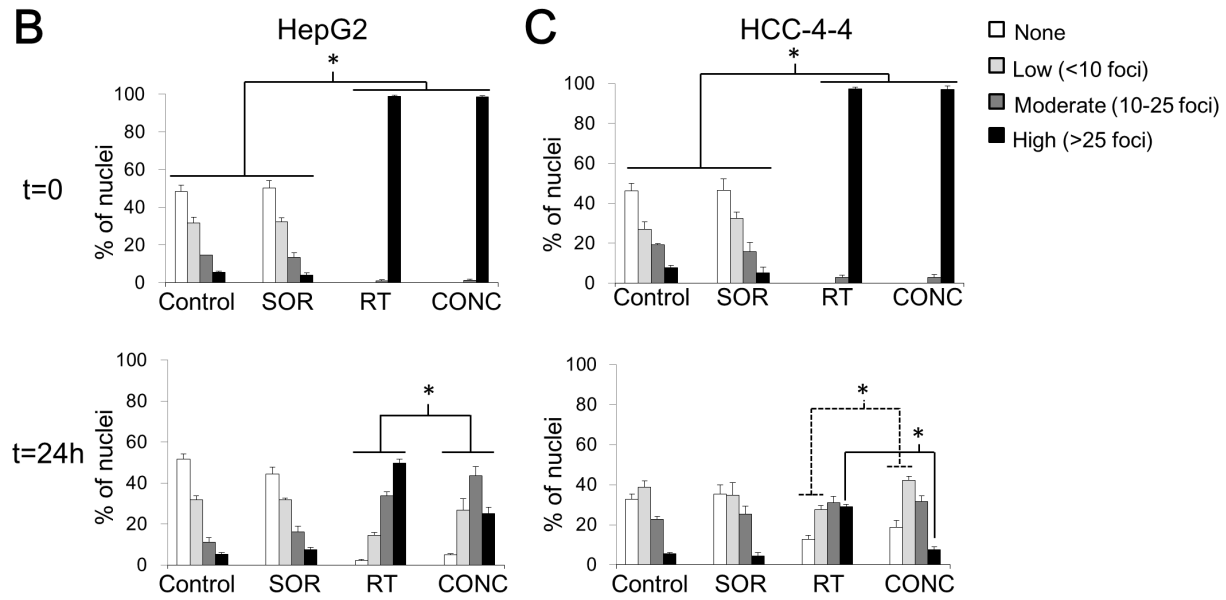 B
HepG2
*
t=0
% of nuclei
100
80
60
40
20
0
Control SOR RT CONC
C
HCC-4-4
*
% of nuclei
100
80
60
40
20
0
Control SOR RT CONC
None
Low (<10 foci)
Moderate (10-25 foci)
High (>25 foci)
t=24h
% of nuclei
100
80
60
40
20
0
*
Control SOR RT CONC
% of nuclei
100
80
60
40
20
0
*
*
Control SOR RT CONC